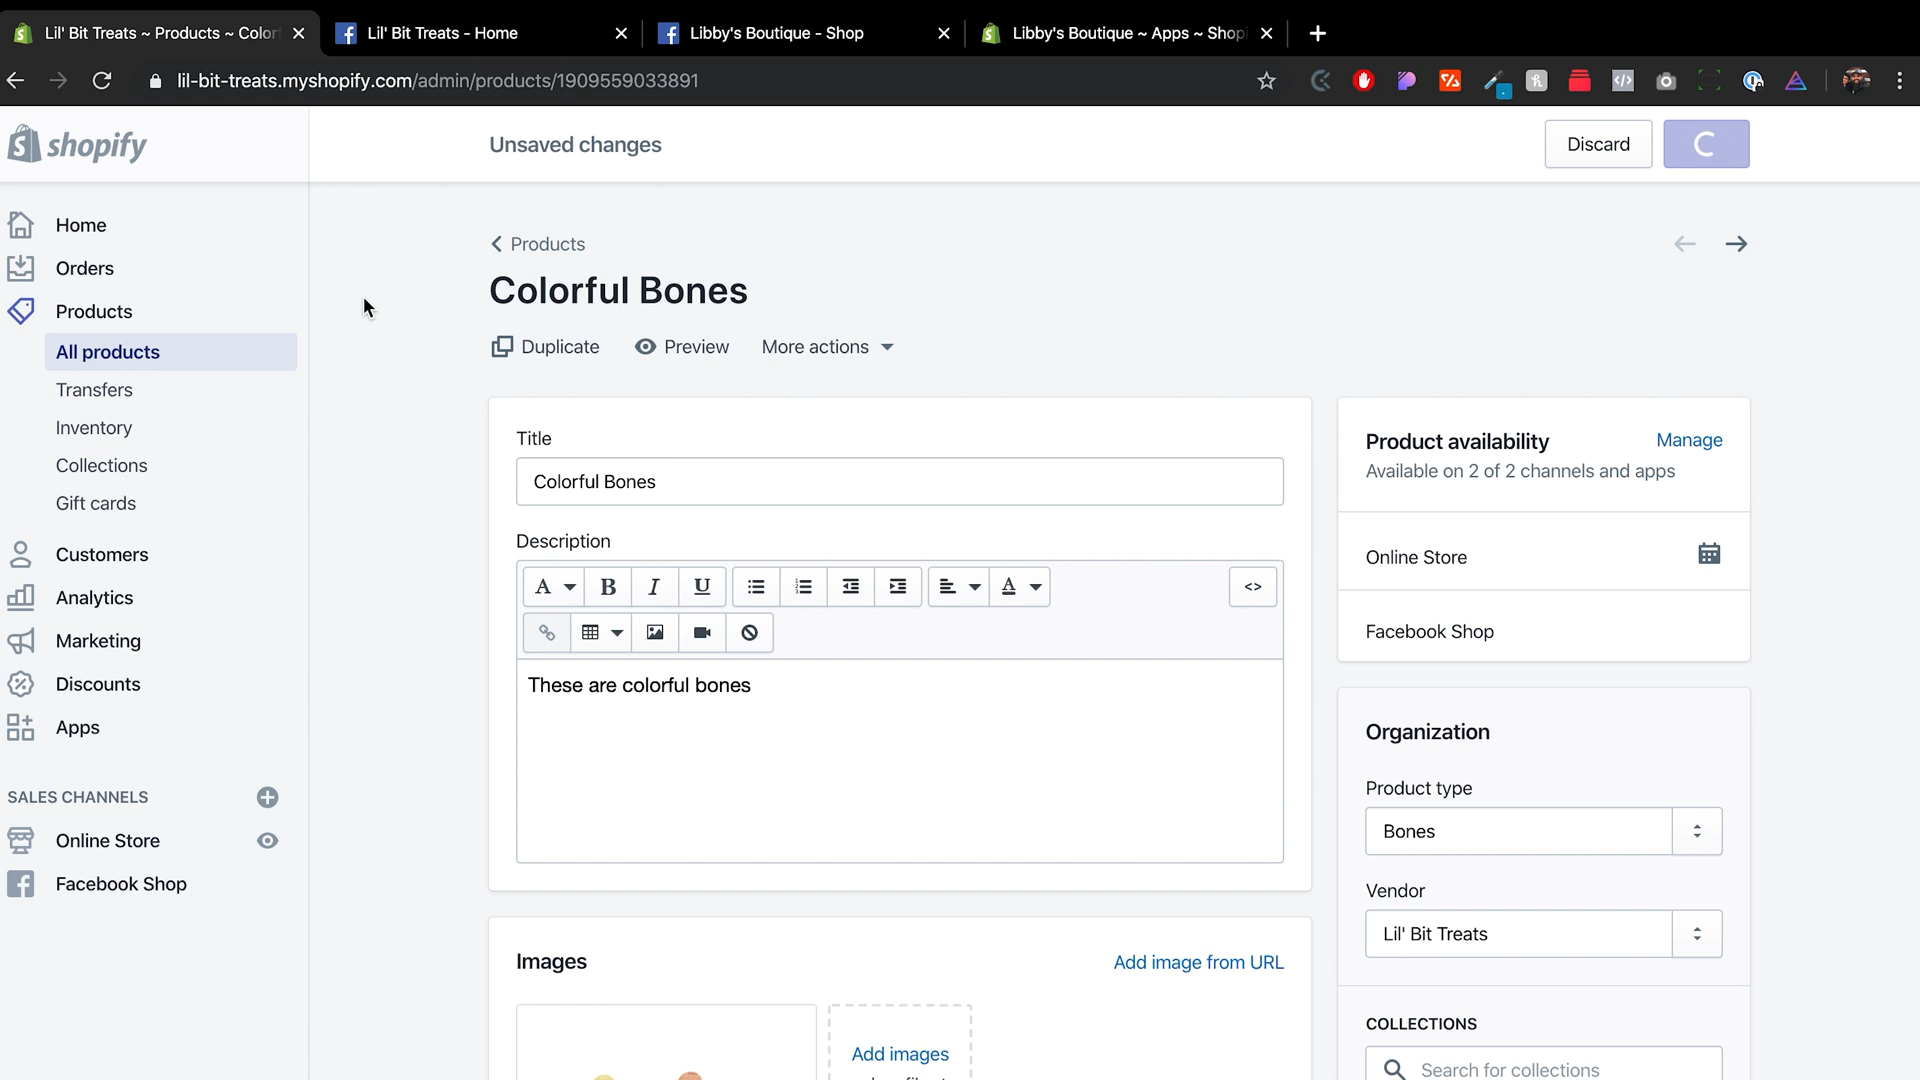 Lil' Bit Treats ~ Products ~ Color
Lil' Bit Treats - Home
Libby's Boutique - Shop
Libby's Boutique ~ Apps ~ Shopi
lil-bit-treats.myshopify.com/admin/products/1909559033891
shopify
Unsaved changes
Discard
Home
Orders
Products
All products
Transfers
Inventory
Collections
Gift cards
Customers
Analytics
Marketing
Discounts
Apps
SALES CHANNELS
Online Store
Facebook Shop
Products
Colorful Bones
Duplicate
Preview
More actions
Title
Colorful Bones
Description
A
B
I
U
A
<>
These are colorful bones
Images
Add image from URL
Add images
Product availability
Manage
Available on 2 of 2 channels and apps
Online Store
Facebook Shop
Organization
Product type
Bones
Vendor
Lil' Bit Treats
COLLECTIONS
Search for collections